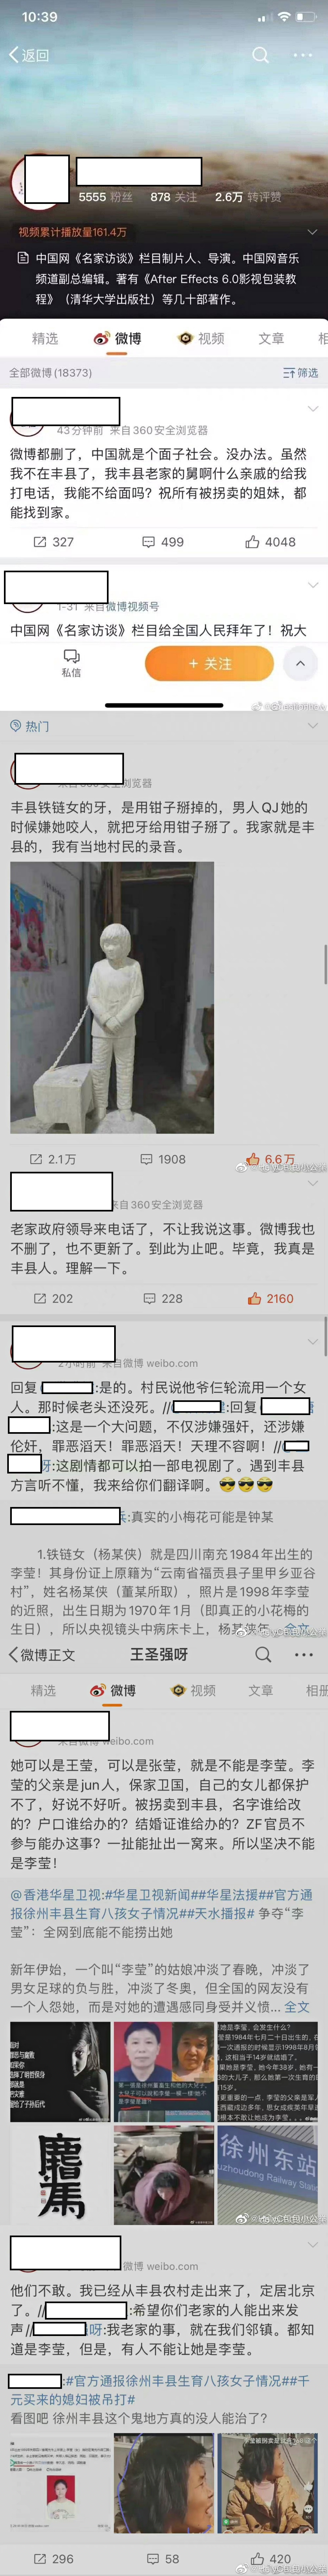 10:39
返回
5555 粉丝 878 关注 2.6万 转评赞
视频累计播放量161.4万
中国网《名家访谈》栏目制片人、导演。中国网音乐
频道副总编辑。著有《After Effects 6.0影视包装教
程》(清华大学出版社)等几十部著作。
精选 微博 视频 文章 相
全部微博(18373) 筛选
43分钟前 来自360安全浏览器
微博都删了,中国就是个面子社会。没办法。虽然
我不在丰县了,我丰县老家的舅啊什么亲戚的给我
打电话,我能不给面吗?祝所有被拐卖的姐妹,都
能找到家。
327 499 4048
1-31 来自微博视频号
中国网《名家访谈》栏目给全国人民拜年了!祝大
私信 + 关注
热门
来自360安全浏览器
丰县铁链女的牙,是用钳子掰掉的,男人QJ她的
时候嫌她咬人,就把牙给用钳子掰了。我家就是丰
县的,我有当地村民的录音。
2.1万 1908 6.6万
来自360安全浏览器
老家政府领导来电话了,不让我说这事。微博我也
不删了,也不更新了。到此为止吧。毕竟,我真是
丰县人。理解一下。
202 228 2160
2小时前 来自微博 weibo.com
回复 :是的。村民说他爷仨轮流用一个女
人。那时候老头还没死。// :回复
:这是一个大问题,不仅涉嫌强奸,还涉嫌
伦奸,罪恶滔天!罪恶滔天!天理不容啊!//
呀:这剧情都可以拍一部电视剧了。遇到丰县
方言听不懂,我来给你们翻译啊。😎😎😎
:真实的小梅花可能是钟某
1.铁链女(杨某侠)就是四川南充1984年出生的
李莹!其身份证上原籍为“云南省福贡县子里甲乡亚谷
村”,姓名杨某侠(董某所取),照片是1998年李莹
的近照,出生日期为1970年1月(即真正的小花梅的
生日),所以央视镜头中病床卡上,杨某侠年 全文
微博正文 王圣强呀
精选 微博 视频 文章 相册
来自微博 weibo.com
她可以是王莹,可以是张莹,就是不能是李莹。李
莹的父亲是jun人,保家卫国,自己的女儿都保护
不了,好说不好听。被拐卖到丰县,名字谁给改
的?户口谁给办的?结婚证谁给办的?ZF官员不
参与能办这事?一扯能扯出一窝来。所以坚决不能
是李莹!
@香港华星卫视:#华星卫视新闻##华星法援##官方通
报徐州丰县生育八孩女子情况##天水播报# 争夺“李
莹”:全网到底能不能捞出她
新年伊始,一个叫“李莹”的姑娘冲淡了春晚,冲淡了
男女足球的负与胜,冲淡了冬奥,但全国的网友没有
一个人怨她,而是对她的遭遇感同身受并义愤... 全文
徐州东站
Xuzhoudong Railway Station
微博 weibo.com
他们不敢。我已经从丰县农村走出来了,定居北京
了。// :希望你们老家的人能出来发
声// 呀:我老家的事,就在我们邻镇。都知
道是李莹,但是,有人不能让她是李莹。
:#官方通报徐州丰县生育八孩女子情况##千
元买来的媳妇被吊打#
看图吧 徐州丰县这个鬼地方真的没人能治了?
296 58 420